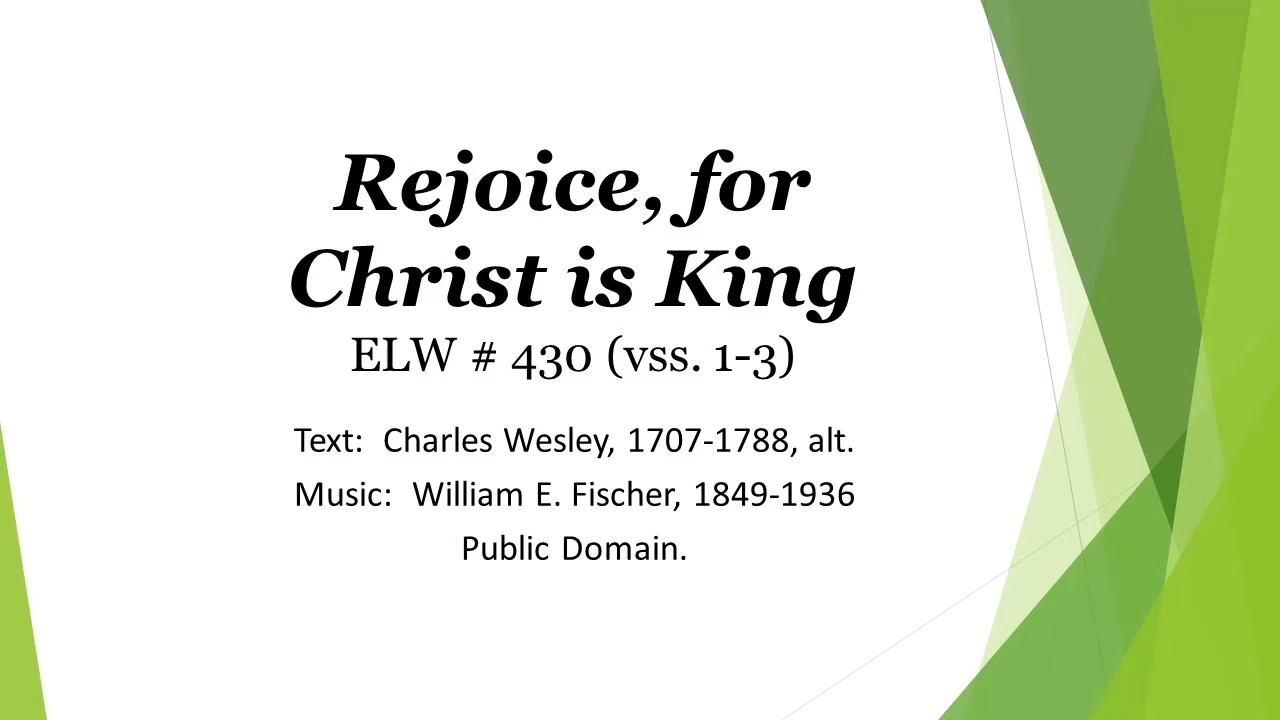 Rejoice, for
Christ is King
ELW # 430 (vss. 1-3)
Text:  Charles Wesley, 1707-1788, alt.
Music:  William E. Fischer, 1849-1936
Public Domain.